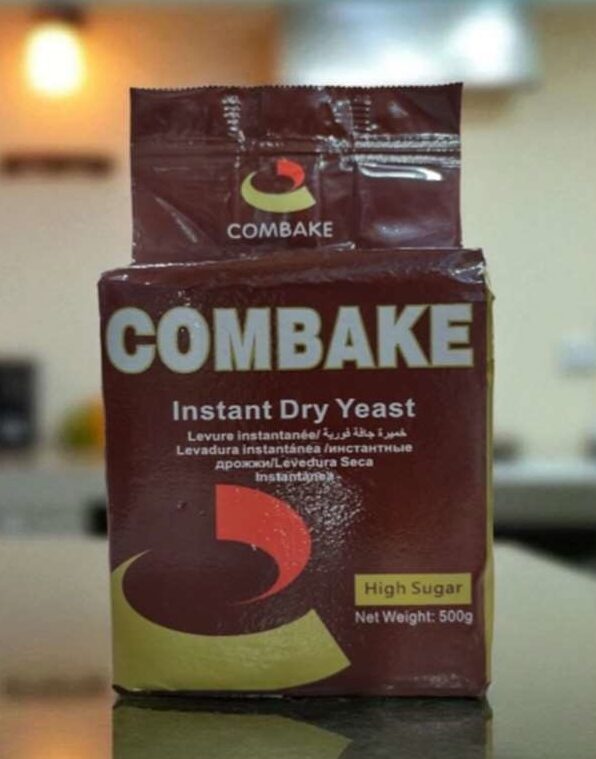 COMBAKE
COMBAKE
Instant Dry Yeast
Levure instantanée/ خميرة جافة فورية
Levadura instantánea /инстантные
дрожжи/Levedura Seca
Instantânea
High Sugar
Net Weight: 500g